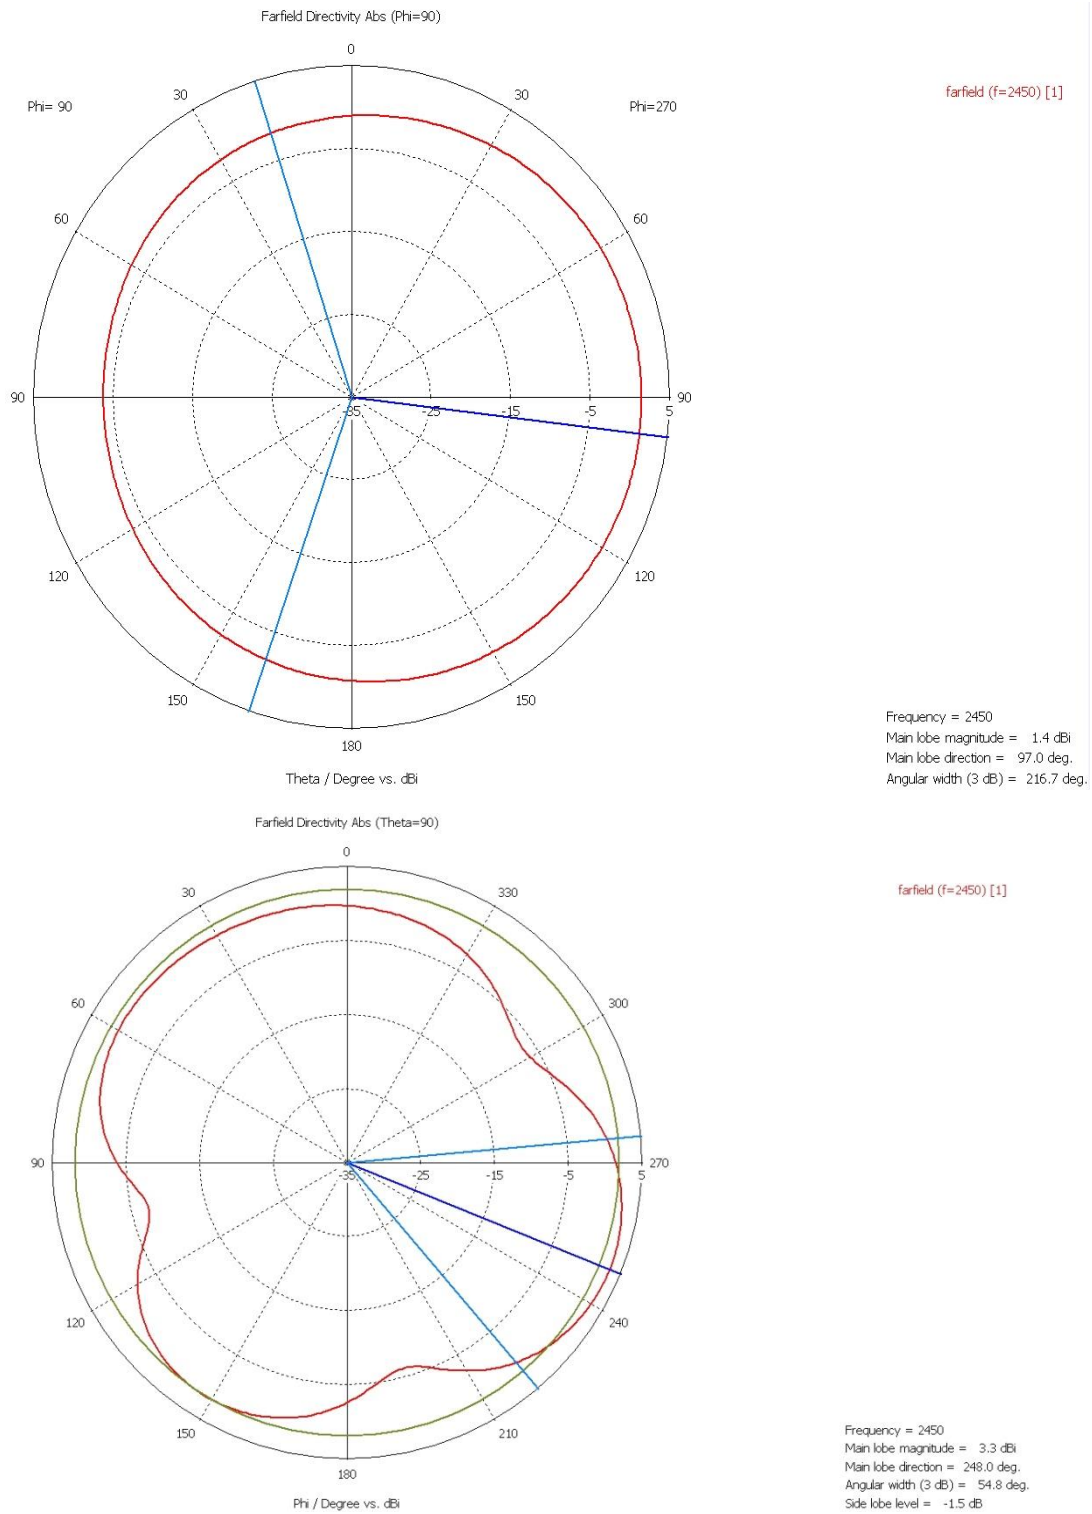 Farfield Directivity Abs (Phi=90)
0
30
30
Phi= 90
Phi=270
farfield (f=2450) [1]
60
60
90
-35
-25
-15
-5
5
90
120
120
150
150
180
Theta / Degree vs. dBi
Frequency = 2450
Main lobe magnitude = 1.4 dBi
Main lobe direction = 97.0 deg.
Angular width (3 dB) = 216.7 deg.
Farfield Directivity Abs (Theta=90)
0
30
330
farfield (f=2450) [1]
60
300
90
-35
-25
-15
-5
5
270
120
240
150
210
180
Phi / Degree vs. dBi
Frequency = 2450
Main lobe magnitude = 3.3 dBi
Main lobe direction = 248.0 deg.
Angular width (3 dB) = 54.8 deg.
Side lobe level = -1.5 dB